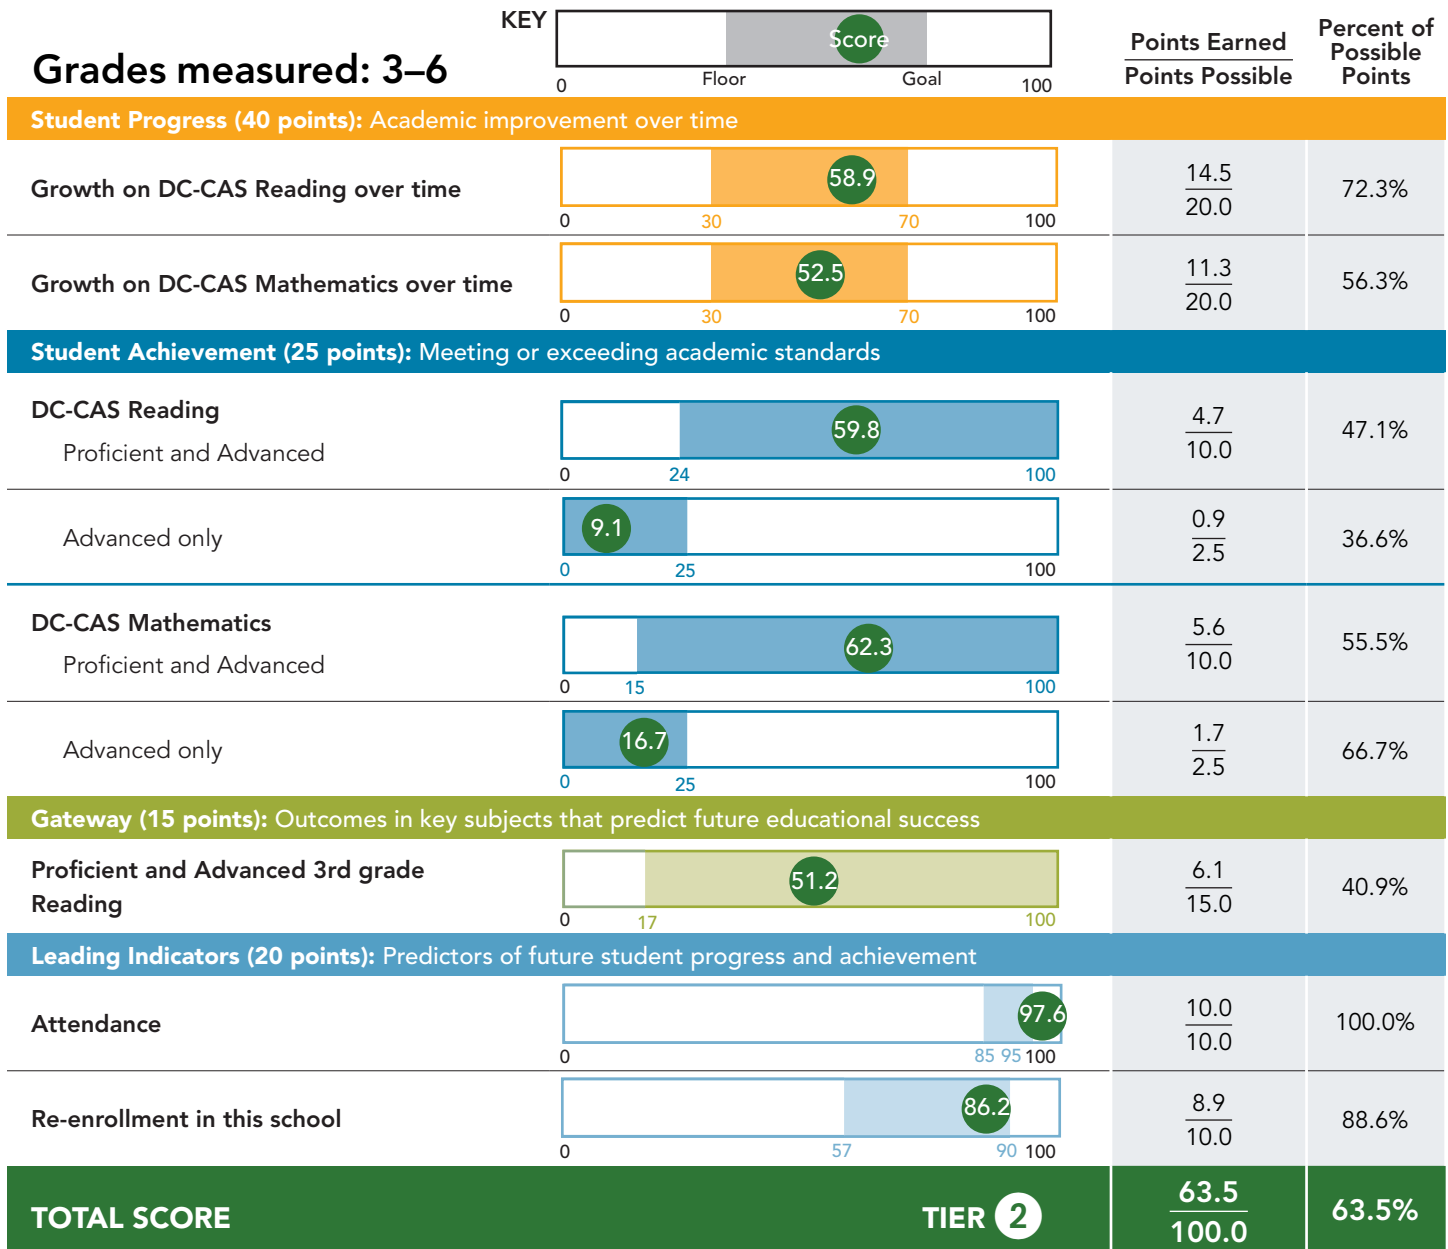 KEY
Score
Grades measured: 3–6
0 Floor Goal 100
Points Earned
Points Possible
Percent of
Possible
Points
Student Progress (40 points): Academic improvement over time
Growth on DC-CAS Reading over time
58.9
0 30 70 100
14.5
20.0
72.3%
Growth on DC-CAS Mathematics over time
52.5
0 30 70 100
11.3
20.0
56.3%
Student Achievement (25 points): Meeting or exceeding academic standards
DC-CAS Reading
Proficient and Advanced
59.8
0 24 100
4.7
10.0
47.1%
Advanced only
9.1
0 25 100
0.9
2.5
36.6%
DC-CAS Mathematics
Proficient and Advanced
62.3
0 15 100
5.6
10.0
55.5%
Advanced only
16.7
0 25 100
1.7
2.5
66.7%
Gateway (15 points): Outcomes in key subjects that predict future educational success
Proficient and Advanced 3rd grade
Reading
51.2
0 17 100
6.1
15.0
40.9%
Leading Indicators (20 points): Predictors of future student progress and achievement
Attendance
97.6
0 85 95 100
10.0
10.0
100.0%
Re-enrollment in this school
86.2
0 57 90 100
8.9
10.0
88.6%
TOTAL SCORE
TIER 2
63.5
100.0
63.5%